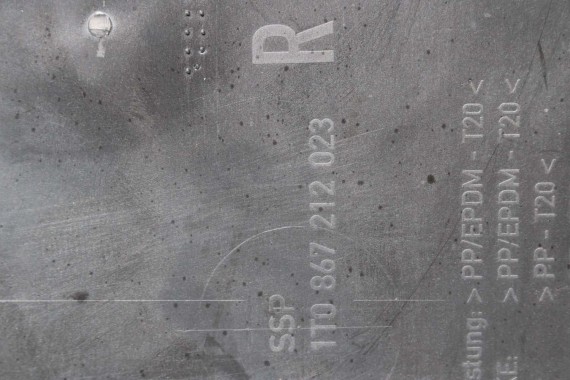 R
SSP
1T0 867 212 023
stung: > PP/EPDM - T20 <
E: > PP/EPDM - T20 <
> PP - T20 <